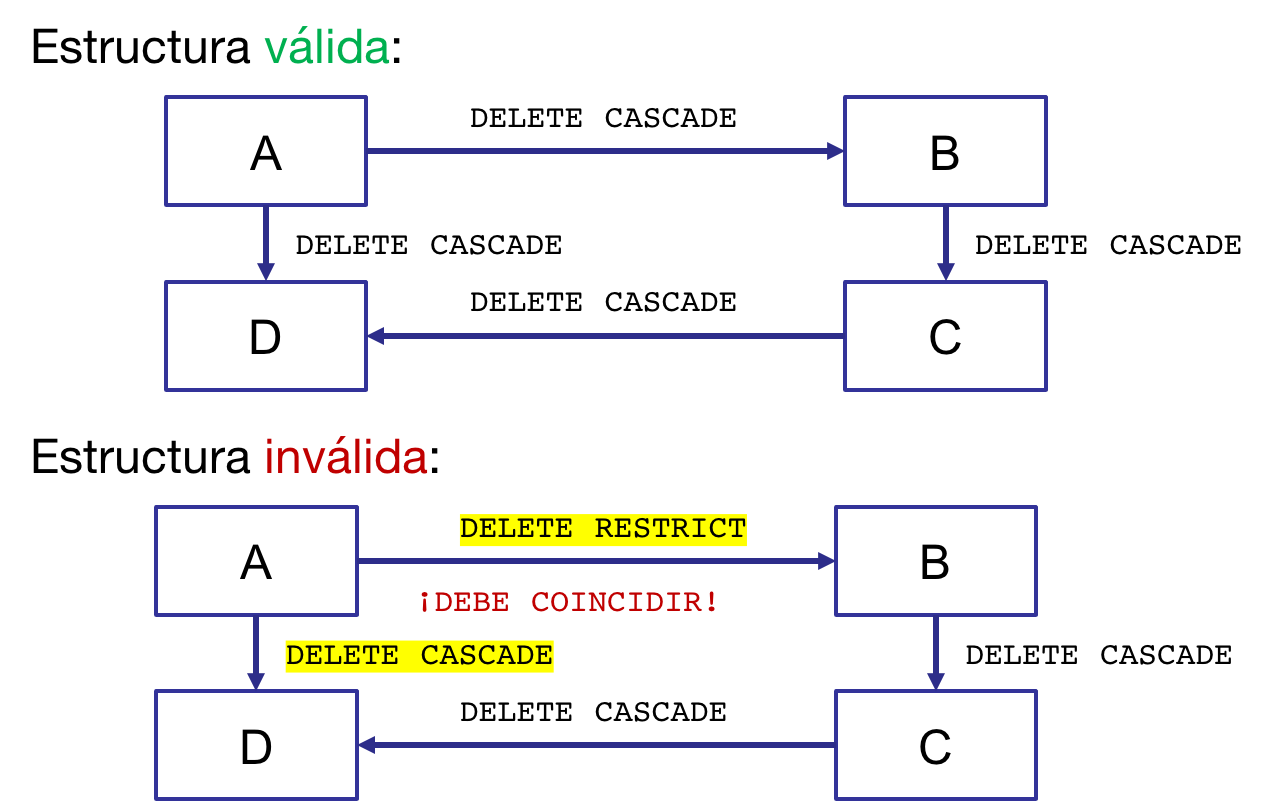 Estructura válida:
DELETE CASCADE
A
B
DELETE CASCADE
DELETE CASCADE
DELETE CASCADE
D
C
Estructura inválida:
DELETE RESTRICT
A
B
¡DEBE COINCIDIR!
DELETE CASCADE
DELETE CASCADE
DELETE CASCADE
D
C